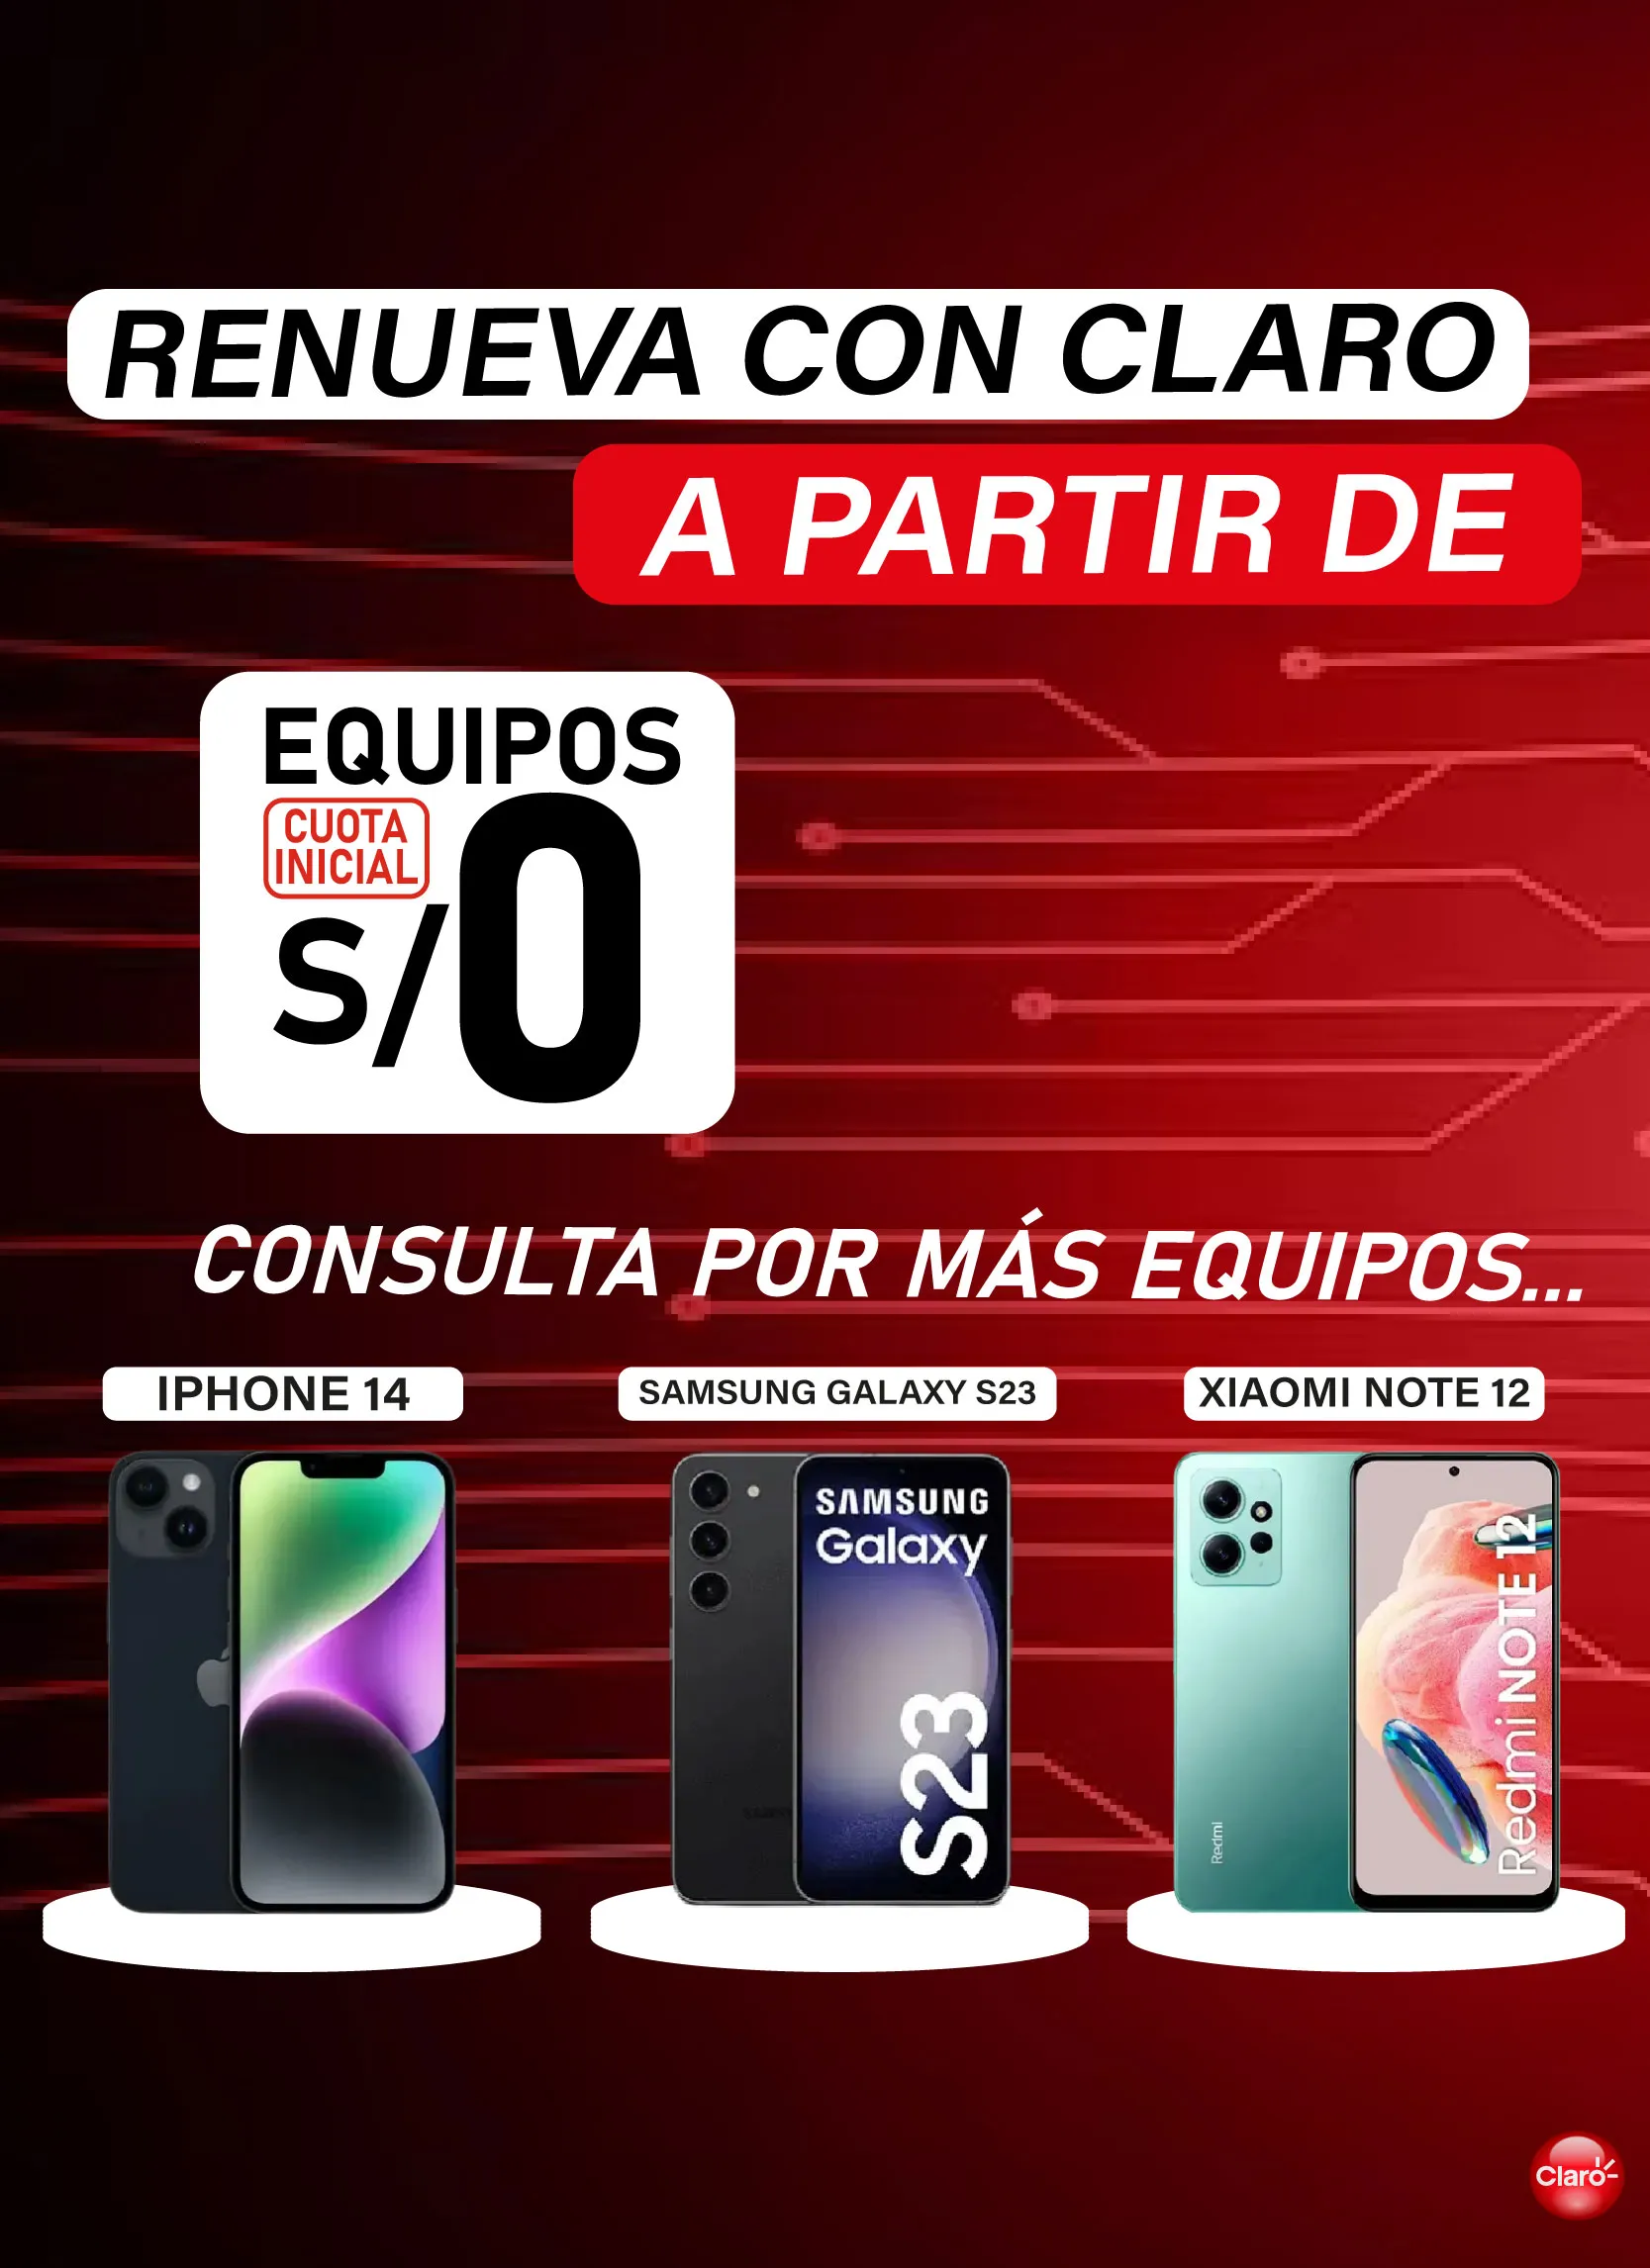 RENUEVA CON CLARO
A PARTIR DE
EQUIPOS
CUOTA
INICIAL
S/0
CONSULTA POR MÁS EQUIPOS...
IPHONE 14
SAMSUNG GALAXY S23
XIAOMI NOTE 12
SAMSUNG
Galaxy
S23
Redmi
Redmi NOTE 12
Claro